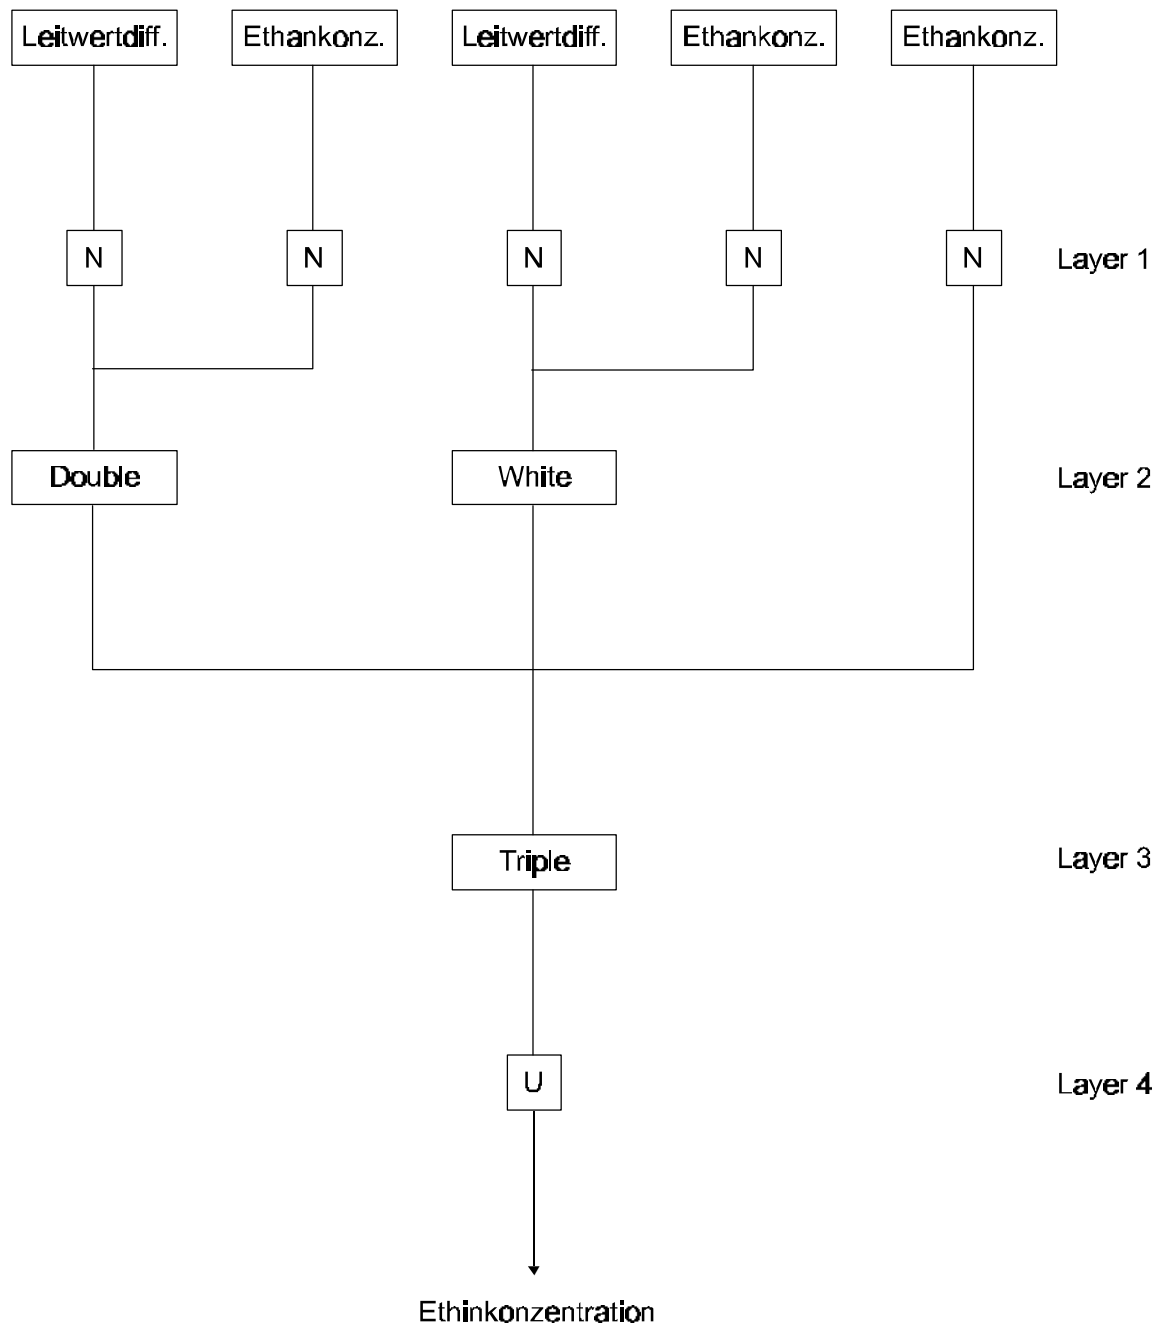 Leitwertdiff.
Ethankonz.
Leitwertdiff.
Ethankonz.
Ethankonz.
N
N
N
N
N
Layer 1
Double
White
Layer 2
Triple
Layer 3
U
Layer 4
Ethinkonzentration